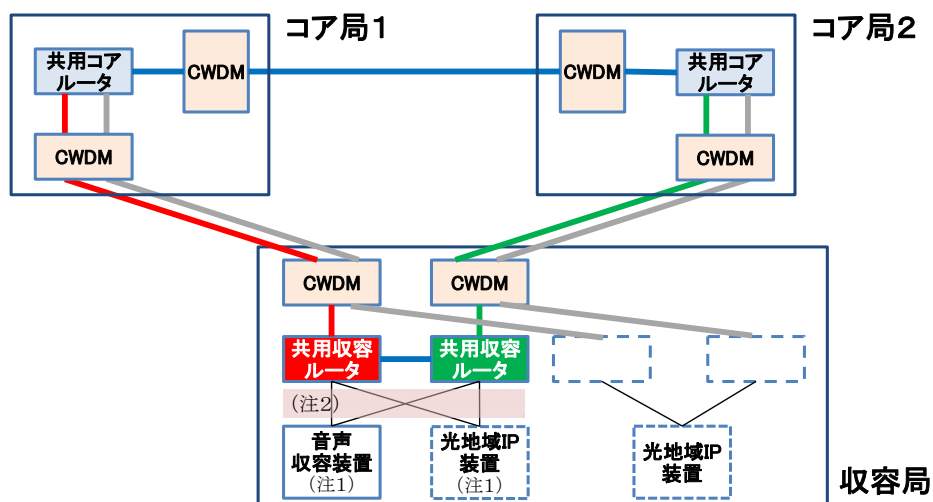 コア局1
コア局2
共用コア
ルータ
CWDM
CWDM
共用コア
ルータ
CWDM
CWDM
CWDM
CWDM
共用収容
ルータ
共用収容
ルータ
(注2)
音声
収容装置
(注1)
光地域IP
装置
(注1)
光地域IP
装置
収容局